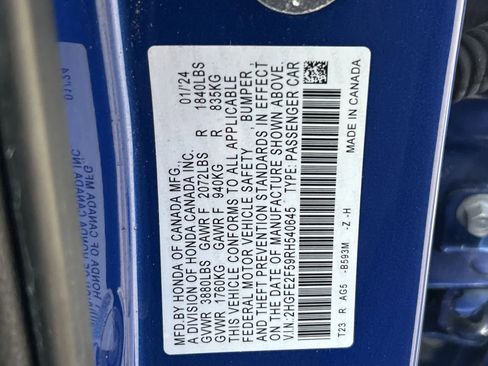 MFD. BY HONDA OF CANADA MFG., 01/24
A DIVISION OF HONDA CANADA INC.
GVWR 3880LBS GAWR F 2072LBS R 1840LBS
GVWR 1760KG GAWR F 940KG R 835KG
THIS VEHICLE CONFORMS TO ALL APPLICABLE
FEDERAL MOTOR VEHICLE SAFETY, BUMPER,
AND THEFT PREVENTION STANDARDS IN EFFECT
ON THE DATE OF MANUFACTURE SHOWN ABOVE.
V.I.N.:2HGFE2F59RH540645 TYPE: PASSENGER CAR
T23 R AG5 -B593M -Z -H
MADE IN CANADA